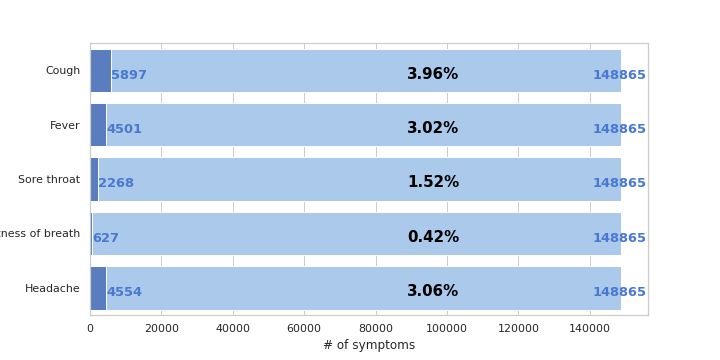 Cough 5897 3.96% 148865
Fever 4501 3.02% 148865
Sore throat 2268 1.52% 148865
tness of breath 627 0.42% 148865
Headache 4554 3.06% 148865
0 20000 40000 60000 80000 100000 120000 140000
# of symptoms